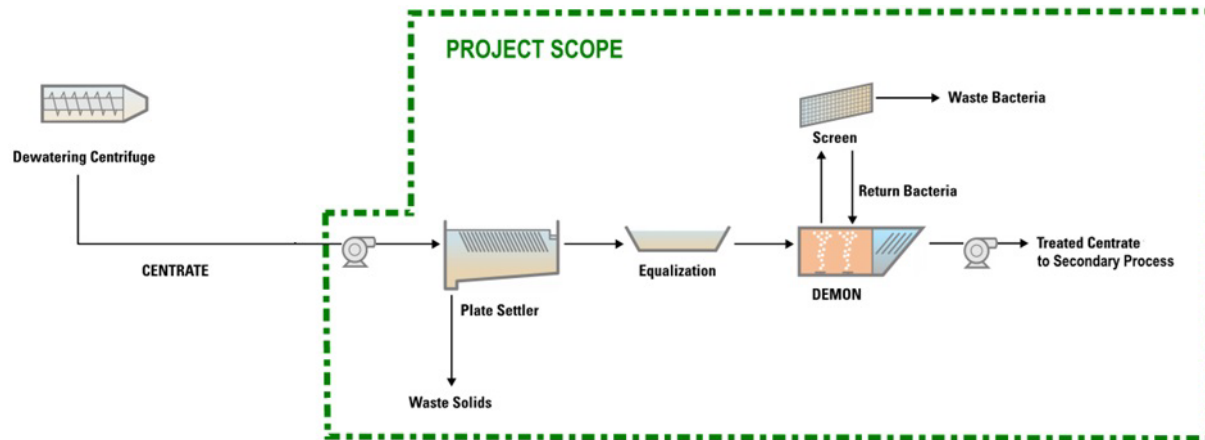 PROJECT SCOPE
Waste Bacteria
Screen
Dewatering Centrifuge
Return Bacteria
CENTRATE
Equalization
Treated Centrate
to Secondary Process
DEMON
Plate Settler
Waste Solids